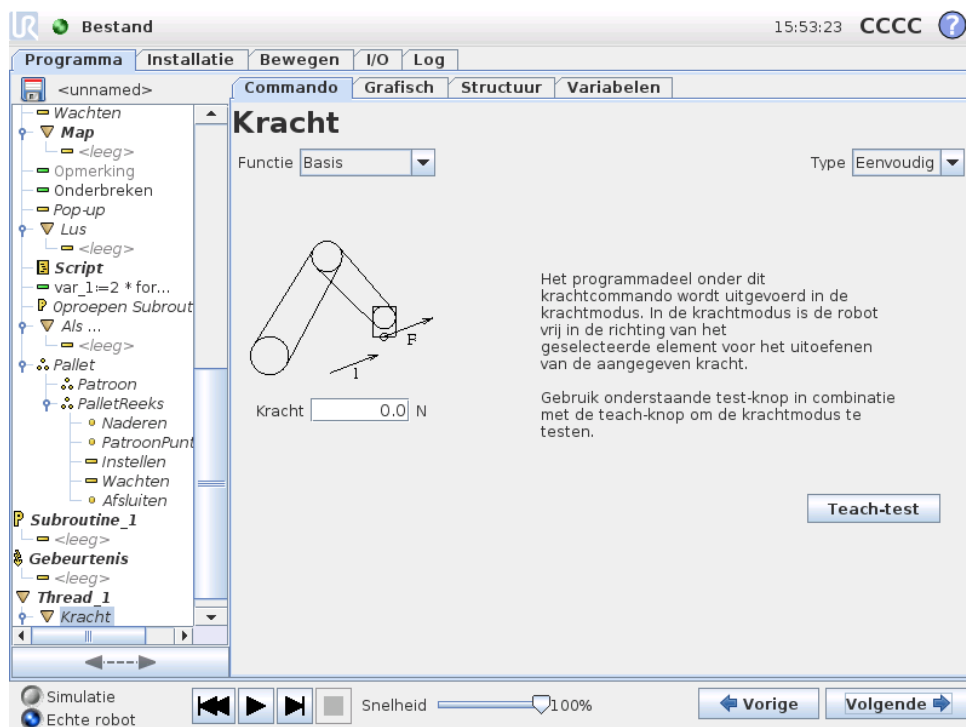 UR Bestand 15:53:23 CCCC ?
Programma Installatie Bewegen I/O Log
<unnamed>
Commando Grafisch Structuur Variabelen
Wachten
Map
<leeg>
Opmerking
Onderbreken
Pop-up
Lus
<leeg>
Script
var_1:=2 * for...
P Oproepen Subrout
Als ...
<leeg>
Pallet
Patroon
PalletReeks
Naderen
PatroonPunt
Instellen
Wachten
Afsluiten
P Subroutine_1
<leeg>
Gebeurtenis
<leeg>
Thread_1
Kracht
Kracht
Functie Basis
Type Eenvoudig
F
1
Kracht 0.0 N
Het programmadeel onder dit
krachtcommando wordt uitgevoerd in de
krachtmodus. In de krachtmodus is de robot
vrij in de richting van het
geselecteerde element voor het uitoefenen
van de aangegeven kracht.
Gebruik onderstaande test-knop in combinatie
met de teach-knop om de krachtmodus te
testen.
Teach-test
Simulatie
Echte robot
Snelheid 100%
Vorige Volgende